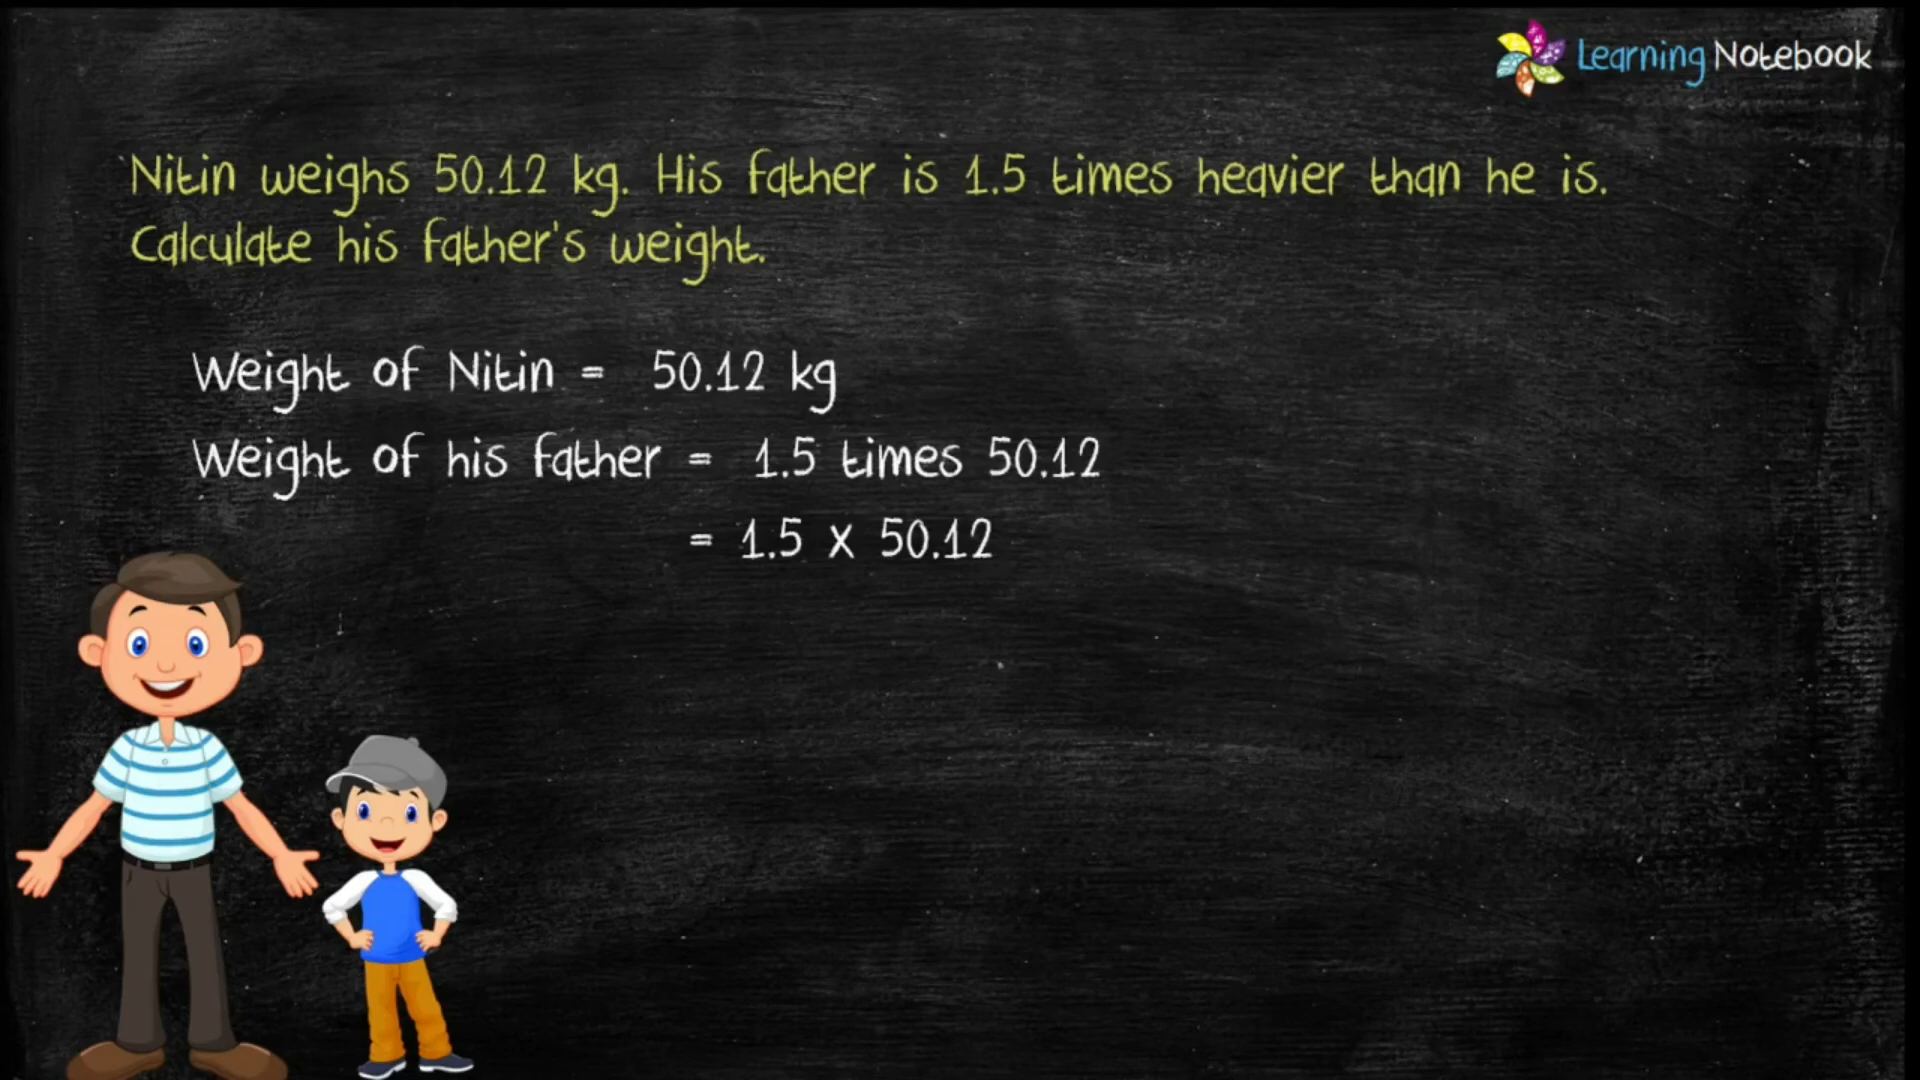 Learning Notebook
Nitin weighs 50.12 kg. His father is 1.5 times heavier than he is.
Calculate his father's weight.
Weight of Nitin = 50.12 kg
Weight of his father = 1.5 times 50.12
= 1.5 x 50.12